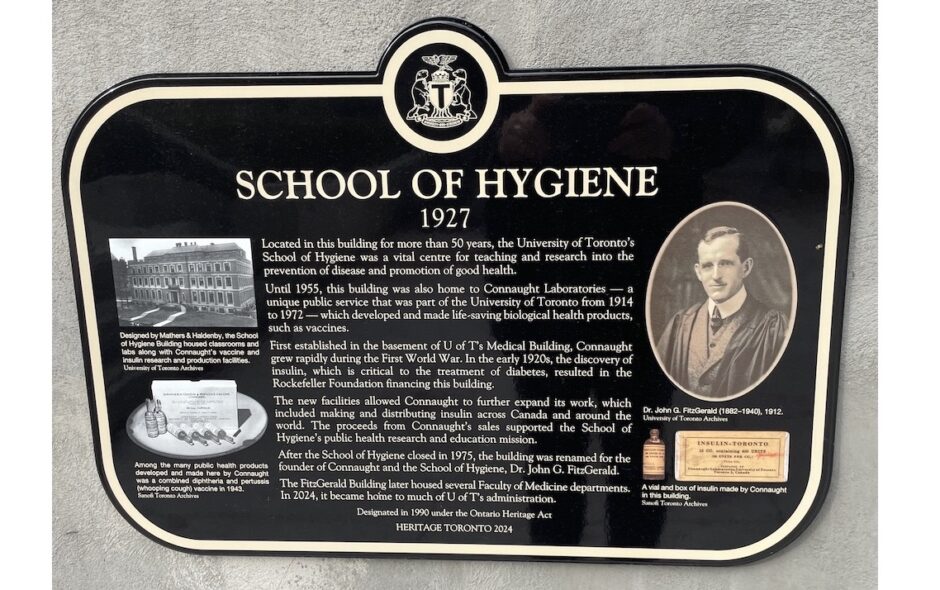 T
SCHOOL OF HYGIENE
1927
Located in this building for more than 50 years, the University of Toronto's
School of Hygiene was a vital centre for teaching and research into the
prevention of disease and promotion of good health.
Until 1955, this building was also home to Connaught Laboratories — a
unique public service that was part of the University of Toronto from 1914
to 1972 — which developed and made life-saving biological health products,
such as vaccines.
First established in the basement of U of T's Medical Building, Connaught
grew rapidly during the First World War. In the early 1920s, the discovery of
insulin, which is critical to the treatment of diabetes, resulted in the
Rockefeller Foundation financing this building.
The new facilities allowed Connaught to further expand its work, which
included making and distributing insulin across Canada and around the
world. The proceeds from Connaught's sales supported the School of
Hygiene's public health research and education mission.
After the School of Hygiene closed in 1975, the building was renamed for the
founder of Connaught and the School of Hygiene, Dr. John G. FitzGerald.
The FitzGerald Building later housed several Faculty of Medicine departments.
In 2024, it became home to much of U of T's administration.
Designated in 1990 under the Ontario Heritage Act
HERITAGE TORONTO 2024
Designed by Mathers & Haldenby, the School
of Hygiene Building housed classrooms and
labs along with Connaught's vaccine and
insulin research and production facilities.
University of Toronto Archives
Among the many public health products
developed and made here by Connaught
was a combined diphtheria and pertussis
(whooping cough) vaccine in 1943.
Sanofi Toronto Archives
Dr. John G. FitzGerald (1882–1940), 1912.
University of Toronto Archives
INSULIN-TORONTO
A vial and box of insulin made by Connaught
in this building.
Sanofi Toronto Archives